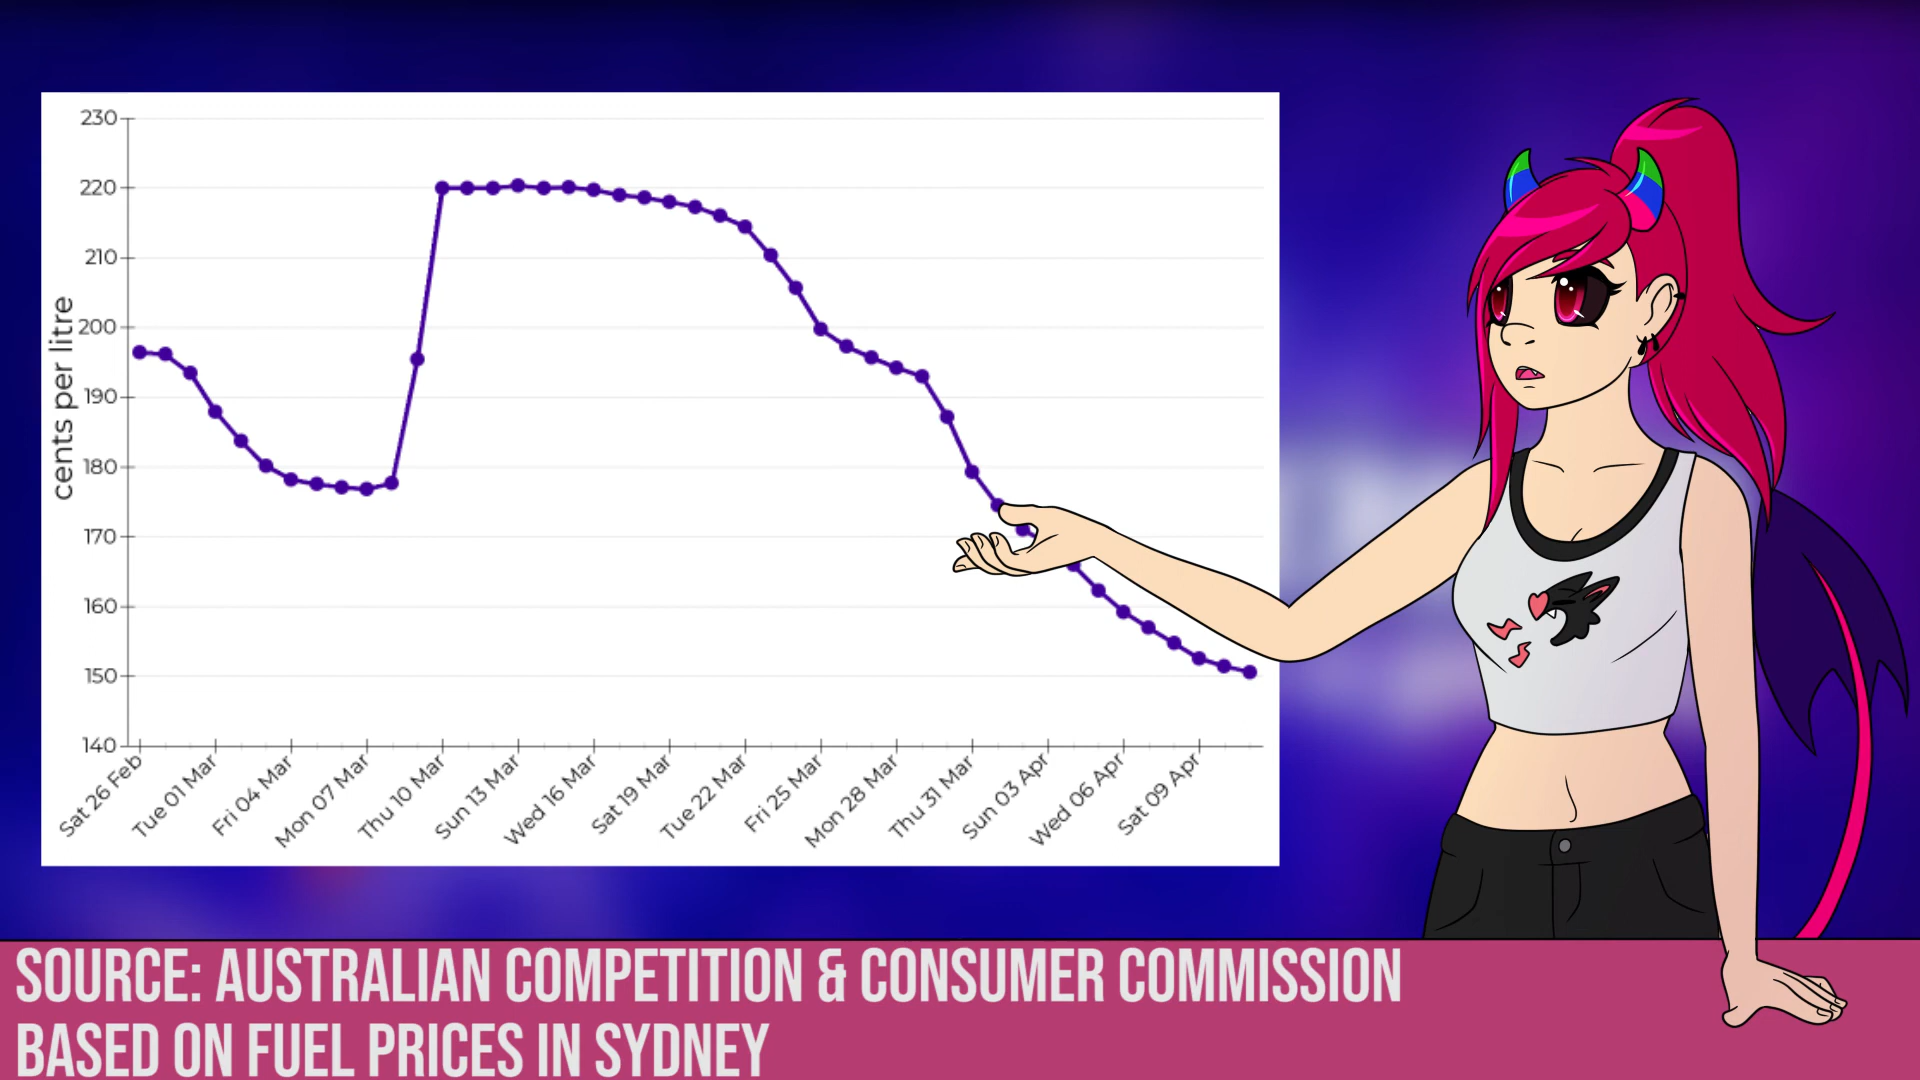 230
220
210
200
190
180
170
160
150
140
cents per litre
Sat 26 Feb
Tue 01 Mar
Fri 04 Mar
Mon 07 Mar
Thu 10 Mar
Sun 13 Mar
Wed 16 Mar
Sat 19 Mar
Tue 22 Mar
Fri 25 Mar
Mon 28 Mar
Thu 31 Mar
Sun 03 Apr
Wed 06 Apr
Sat 09 Apr
SOURCE: AUSTRALIAN COMPETITION & CONSUMER COMMISSION
BASED ON FUEL PRICES IN SYDNEY